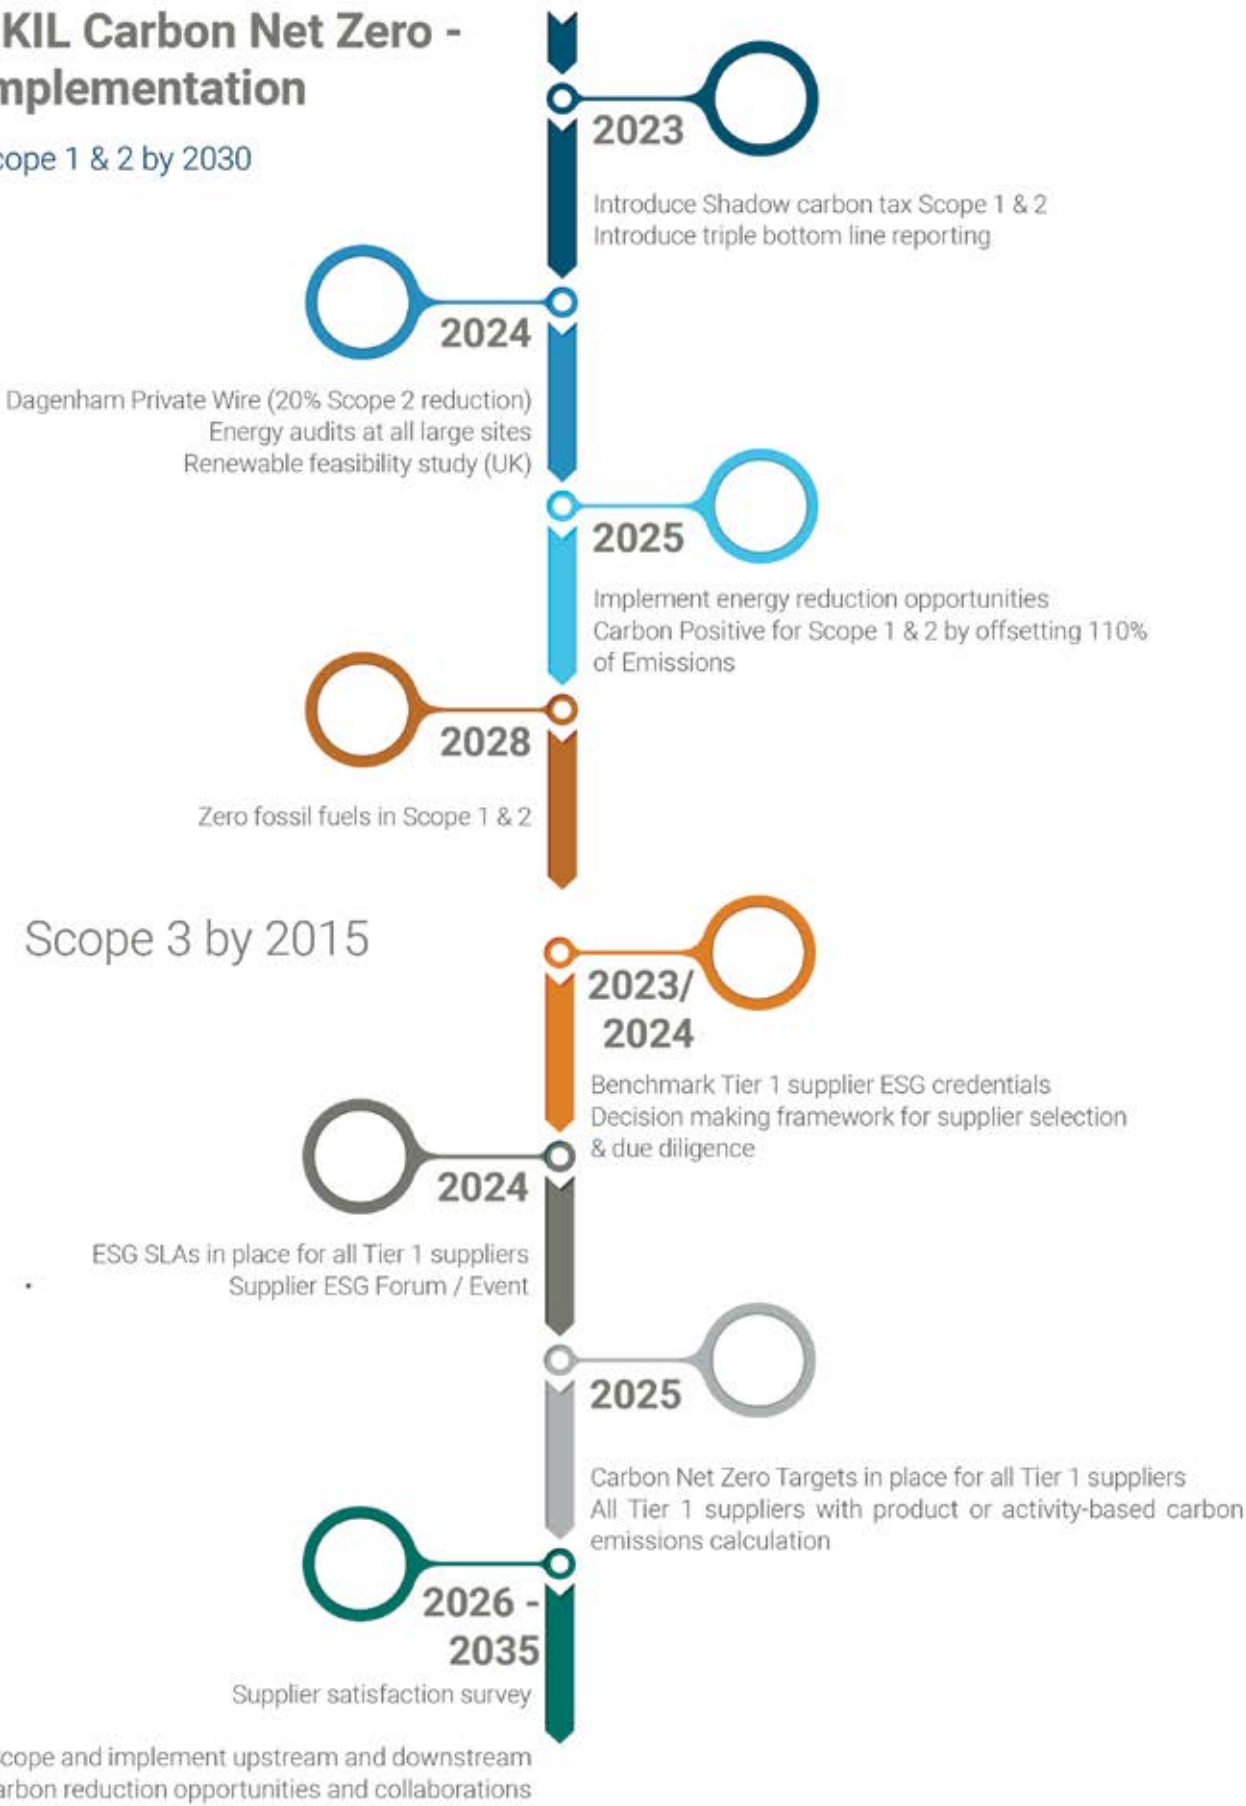 KIL Carbon Net Zero -
mplementation
cope 1 & 2 by 2030
2023
Introduce Shadow carbon tax Scope 1 & 2
Introduce triple bottom line reporting
2024
Dagenham Private Wire (20% Scope 2 reduction)
Energy audits at all large sites
Renewable feasibility study (UK)
2025
Implement energy reduction opportunities
Carbon Positive for Scope 1 & 2 by offsetting 110%
of Emissions
2028
Zero fossil fuels in Scope 1 & 2
Scope 3 by 2015
2023/
2024
Benchmark Tier 1 supplier ESG credentials
Decision making framework for supplier selection
& due diligence
2024
ESG SLAs in place for all Tier 1 suppliers
Supplier ESG Forum / Event
2025
Carbon Net Zero Targets in place for all Tier 1 suppliers
All Tier 1 suppliers with product or activity-based carbon
emissions calculation
2026 -
2035
Supplier satisfaction survey
cope and implement upstream and downstream
arbon reduction opportunities and collaborations